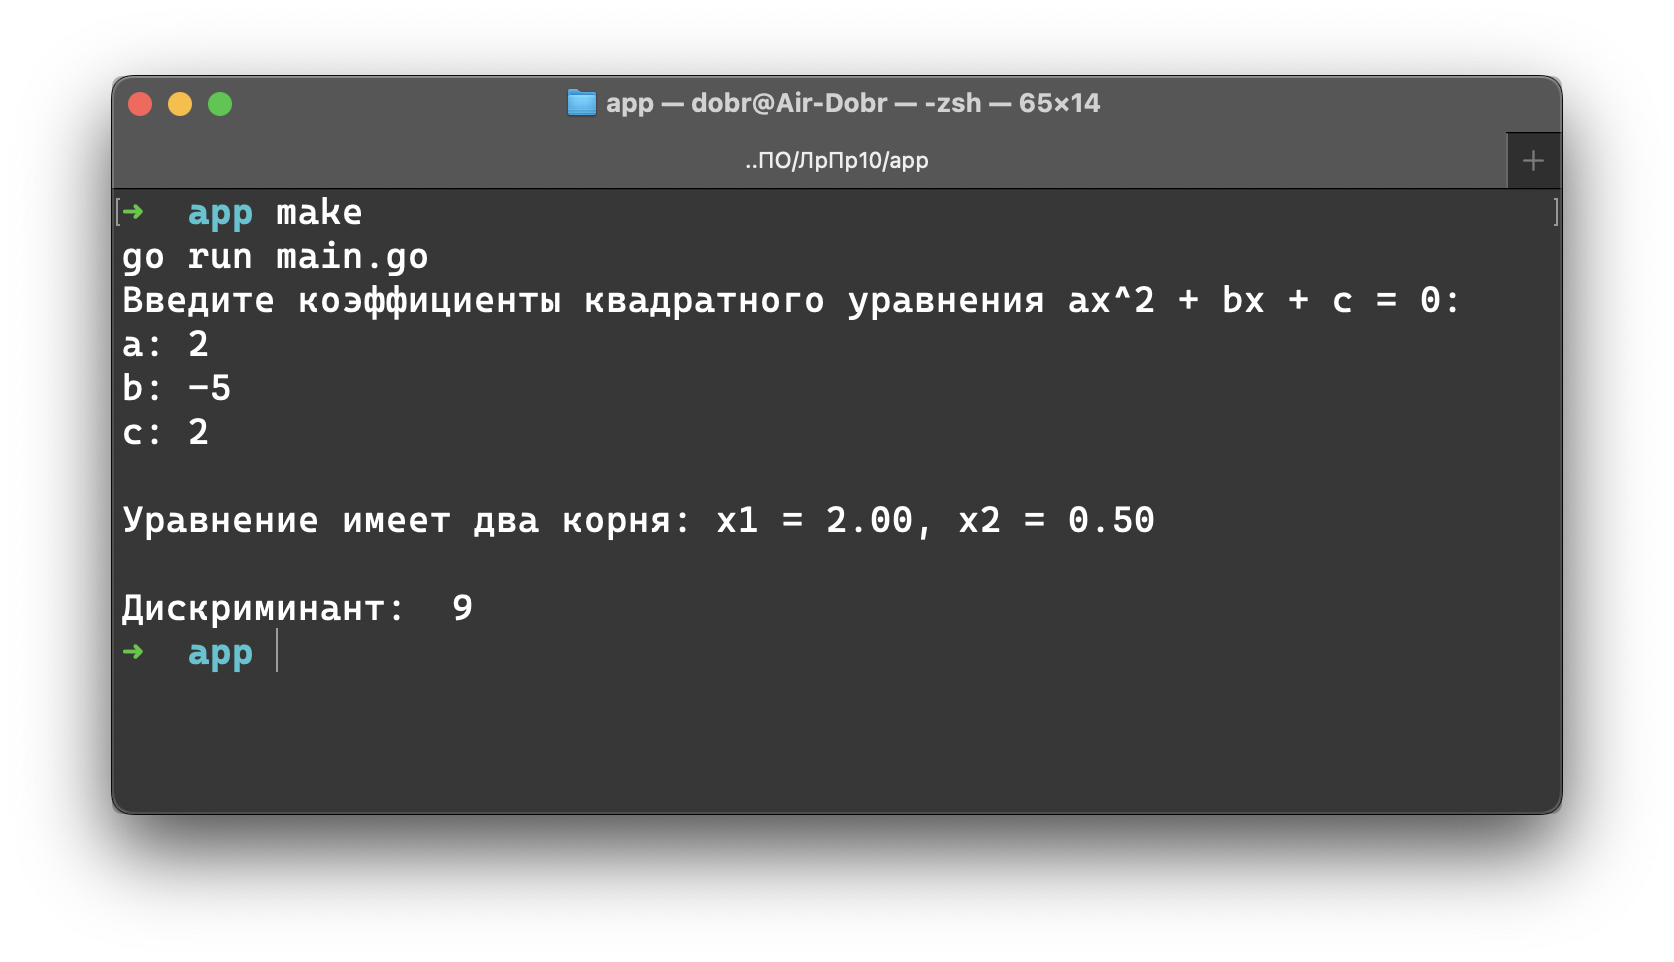 app — dobr@Air-Dobr — -zsh — 65×14
..ПО/ЛрПр10/app
[➜  app make ]
go run main.go
Введите коэффициенты квадратного уравнения ax^2 + bx + c = 0:
a: 2
b: -5
c: 2
Уравнение имеет два корня: x1 = 2.00, x2 = 0.50
Дискриминант:  9
➜  app